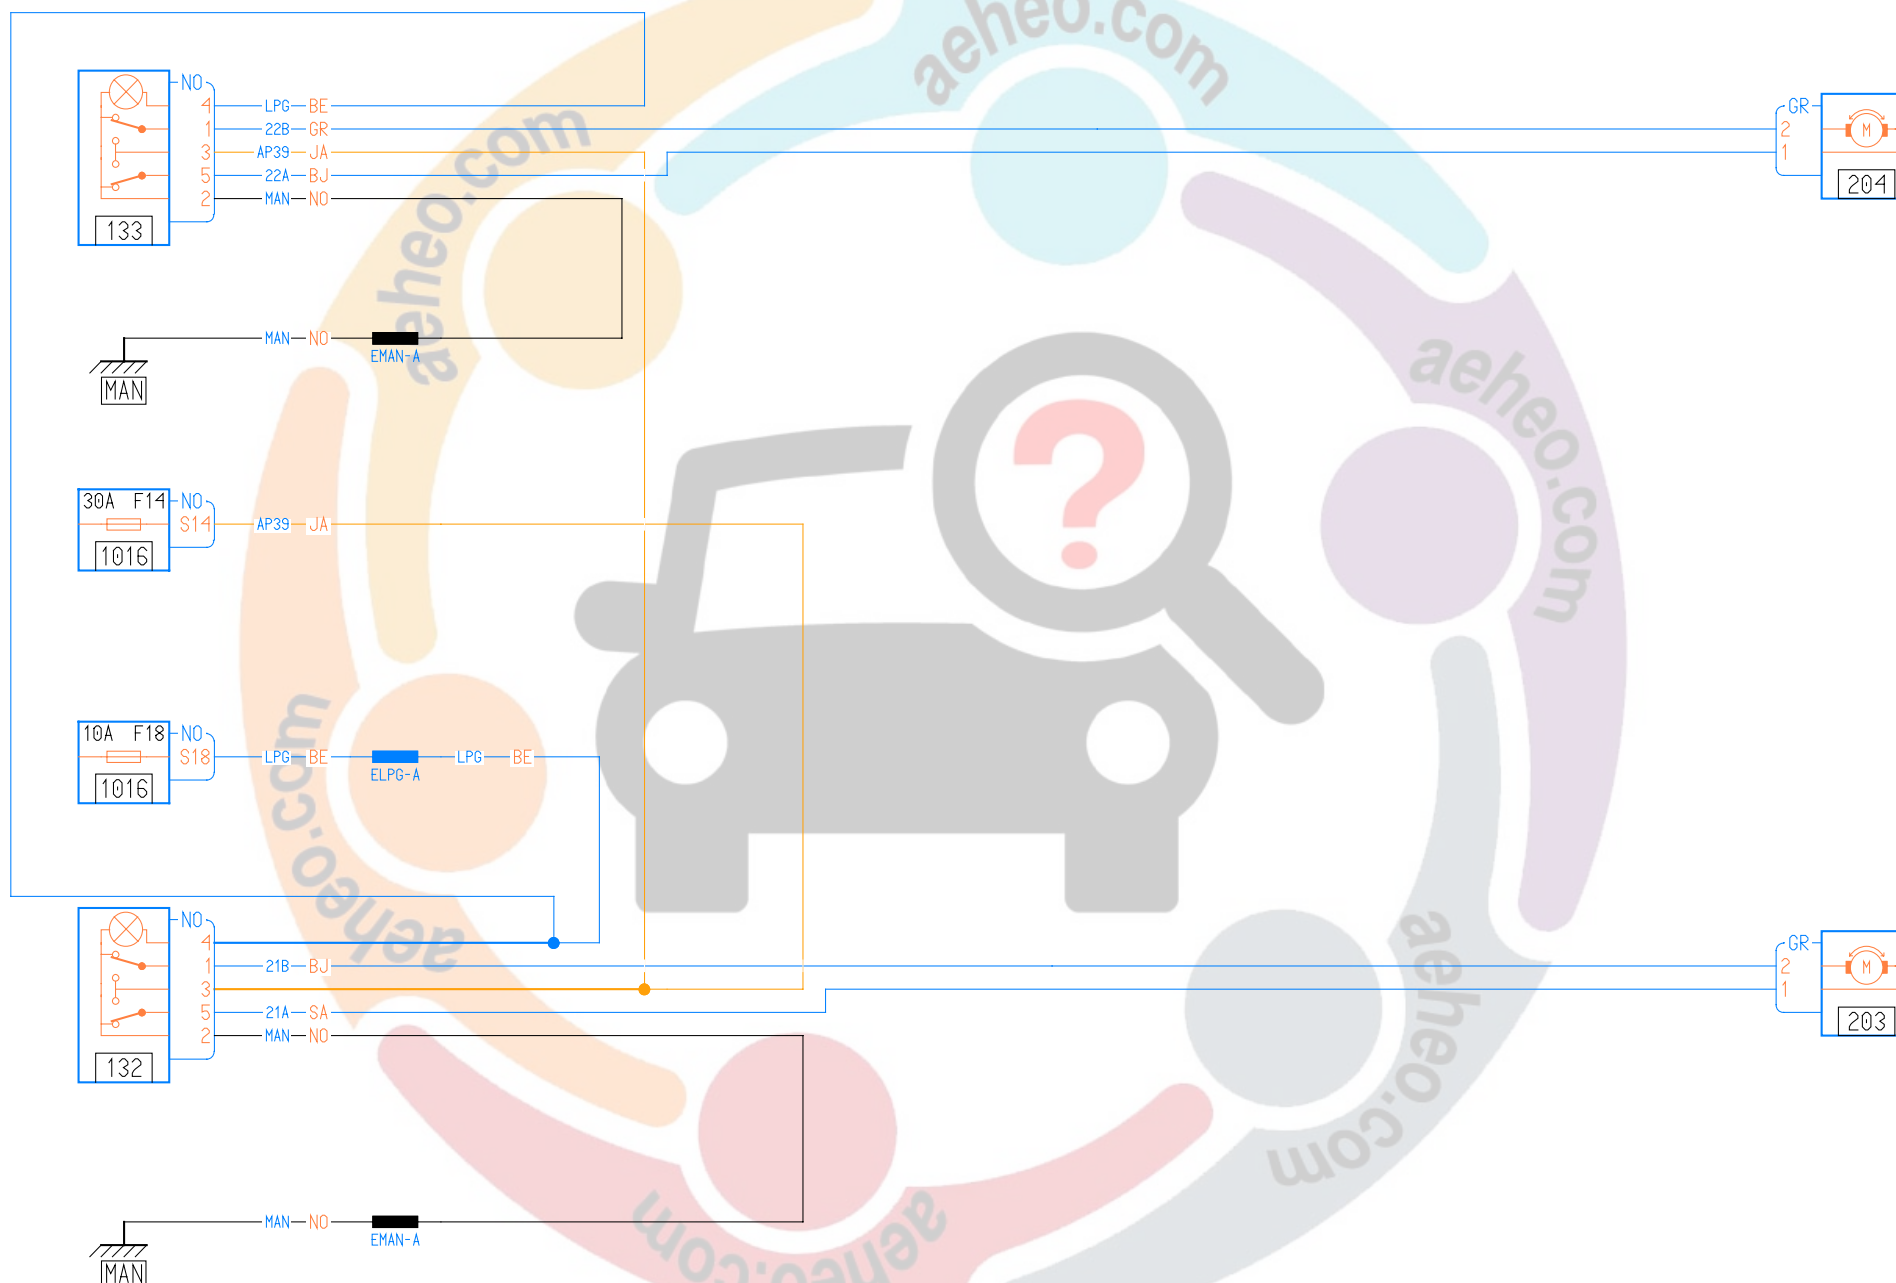 aeheo.com
NO
4 LPG BE
1 22B GR
3 AP39 JA
5 22A BJ
2 MAN NO
133
GR
2
1
204
aeheo.com
MAN NO
EMAN-A
MAN
aeheo.com
30A F14 NO
S14 AP39 JA
1016
?
10A F18 NO
S18 LPG BE LPG BE
ELPG-A
1016
aeheo.com
aeheo.com
NO
4
1 21B BJ
3
5 21A SA
2 MAN NO
132
GR
2
1
203
aeheo.com
aeheo.com
MAN NO
EMAN-A
MAN
aeheo.com
M
M